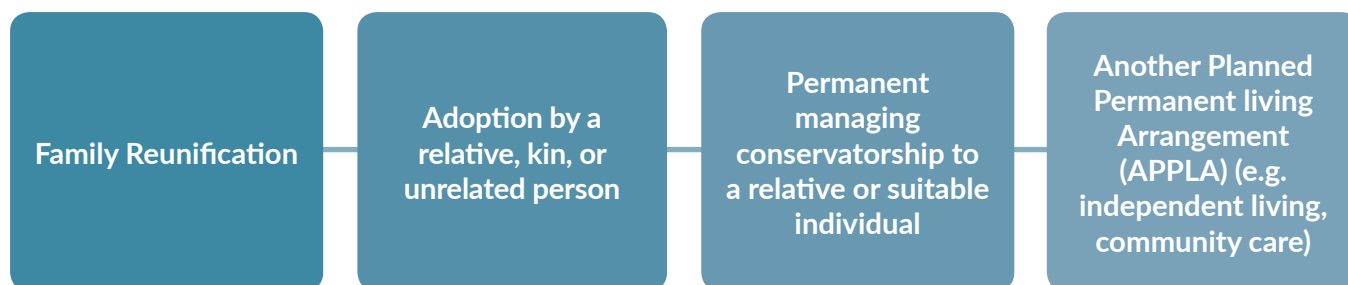 Family Reunification
Adoption by a
relative, kin, or
unrelated person
Permanent
managing
conservatorship to
a relative or suitable
individual
Another Planned
Permanent living
Arrangement
(APPLA) (e.g.
independent living,
community care)